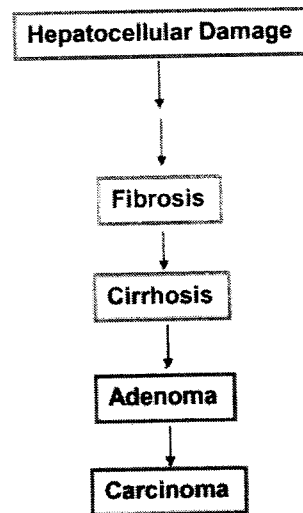 Hepatocellular Damage
Fibrosis
Cirrhosis
Adenoma
Carcinoma